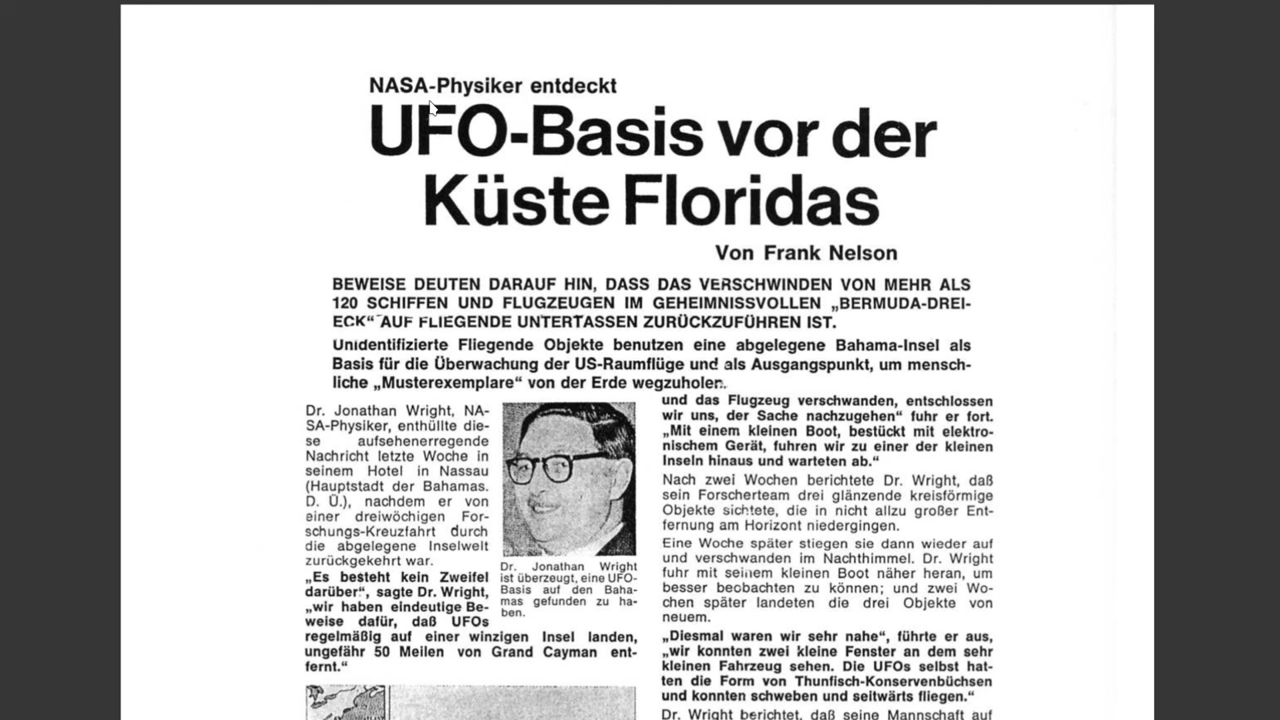 NASA-Physiker entdeckt
UFO-Basis vor der
Küste Floridas
Von Frank Nelson
BEWEISE DEUTEN DARAUF HIN, DASS DAS VERSCHWINDEN VON MEHR ALS
120 SCHIFFEN UND FLUGZEUGEN IM GEHEIMNISSVOLLEN „BERMUDA-DREI-
ECK“ AUF FLIEGENDE UNTERTASSEN ZURÜCKZUFÜHREN IST.
Unidentifizierte Fliegende Objekte benutzen eine abgelegene Bahama-Insel als
Basis für die Überwachung der US-Raumflüge und als Ausgangspunkt, um mensch-
liche „Musterexemplare“ von der Erde wegzuholen.
Dr. Jonathan Wright, NA-
SA-Physiker, enthüllte die-
se aufsehenerregende
Nachricht letzte Woche in
seinem Hotel in Nassau
(Hauptstadt der Bahamas.
D. Ü.), nachdem er von
einer dreiwöchigen For-
schungs-Kreuzfahrt durch
die abgelegene Inselwelt
zurückgekehrt war.
„Es besteht kein Zweifel
darüber“, sagte Dr. Wright,
„wir haben eindeutige Be-
weise dafür, daß UFOs
regelmäßig auf einer winzigen Insel landen,
ungefähr 50 Meilen von Grand Cayman ent-
fernt.“
Dr. Jonathan Wright
ist überzeugt, eine UFO-
Basis auf den Baha-
mas gefunden zu ha-
ben.
und das Flugzeug verschwanden, entschlossen
wir uns, der Sache nachzugehen“ fuhr er fort.
„Mit einem kleinen Boot, bestückt mit elektro-
nischem Gerät, fuhren wir zu einer der kleinen
Inseln hinaus und warteten ab.“
Nach zwei Wochen berichtete Dr. Wright, daß
sein Forscherteam drei glänzende kreisförmige
Objekte sichtete, die in nicht allzu großer Ent-
fernung am Horizont niedergingen.
Eine Woche später stiegen sie dann wieder auf
und verschwanden im Nachthimmel. Dr. Wright
fuhr mit seinem kleinen Boot näher heran, um
besser beobachten zu können; und zwei Wo-
chen später landeten die drei Objekte von
neuem.
„Diesmal waren wir sehr nahe“, führte er aus,
„wir konnten zwei kleine Fenster an dem sehr
kleinen Fahrzeug sehen. Die UFOs selbst hat-
ten die Form von Thunfisch-Konservenbüchsen
und konnten schweben und seitwärts fliegen.“
Dr. Wright berichtet, daß seine Mannschaft auf